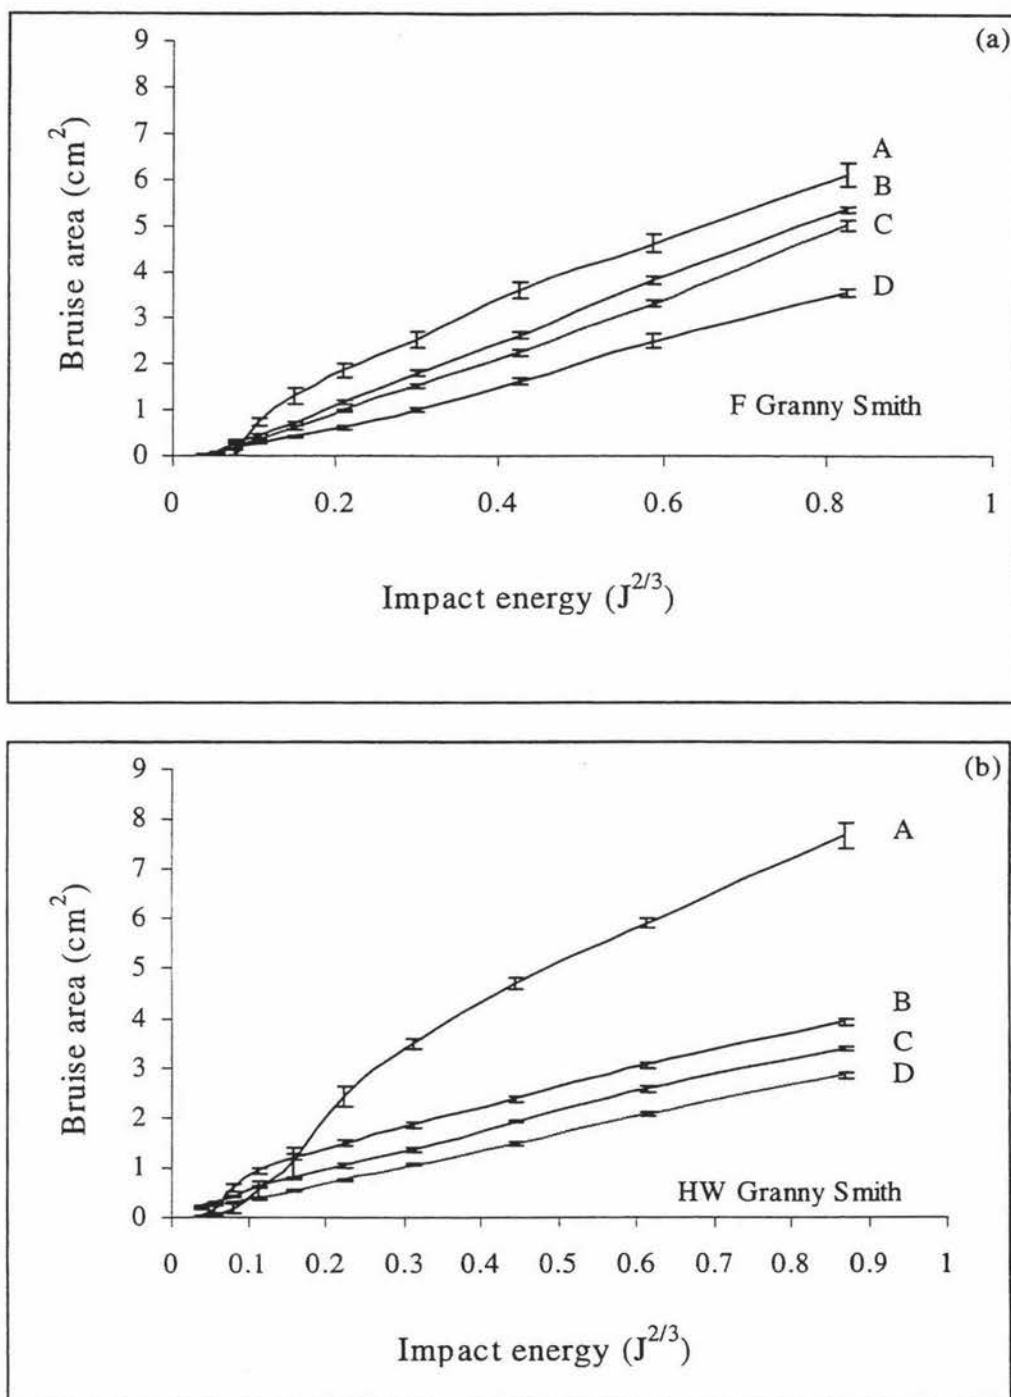 (a)
9
8
7
6
5
4
3
2
1
0
Bruise area (cm²)
A
B
C
D
F Granny Smith
0 0.2 0.4 0.6 0.8 1
Impact energy (J^2/3)
(b)
9
8
7
6
5
4
3
2
1
0
Bruise area (cm²)
A
B
C
D
HW Granny Smith
0 0.1 0.2 0.3 0.4 0.5 0.6 0.7 0.8 0.9 1
Impact energy (J^2/3)